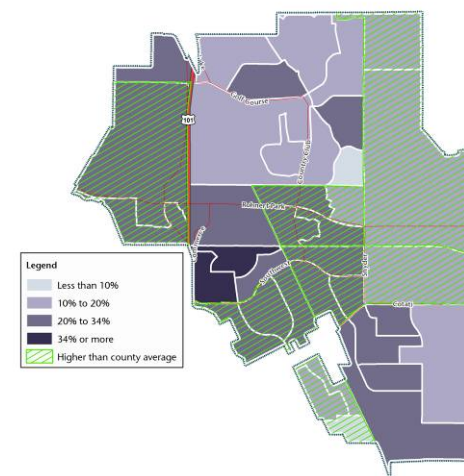 Golf Course
Country Club
101
Rohnert Park
Commerce
Southwest
Snyder
Cotati
Legend
Less than 10%
10% to 20%
20% to 34%
34% or more
Higher than county average